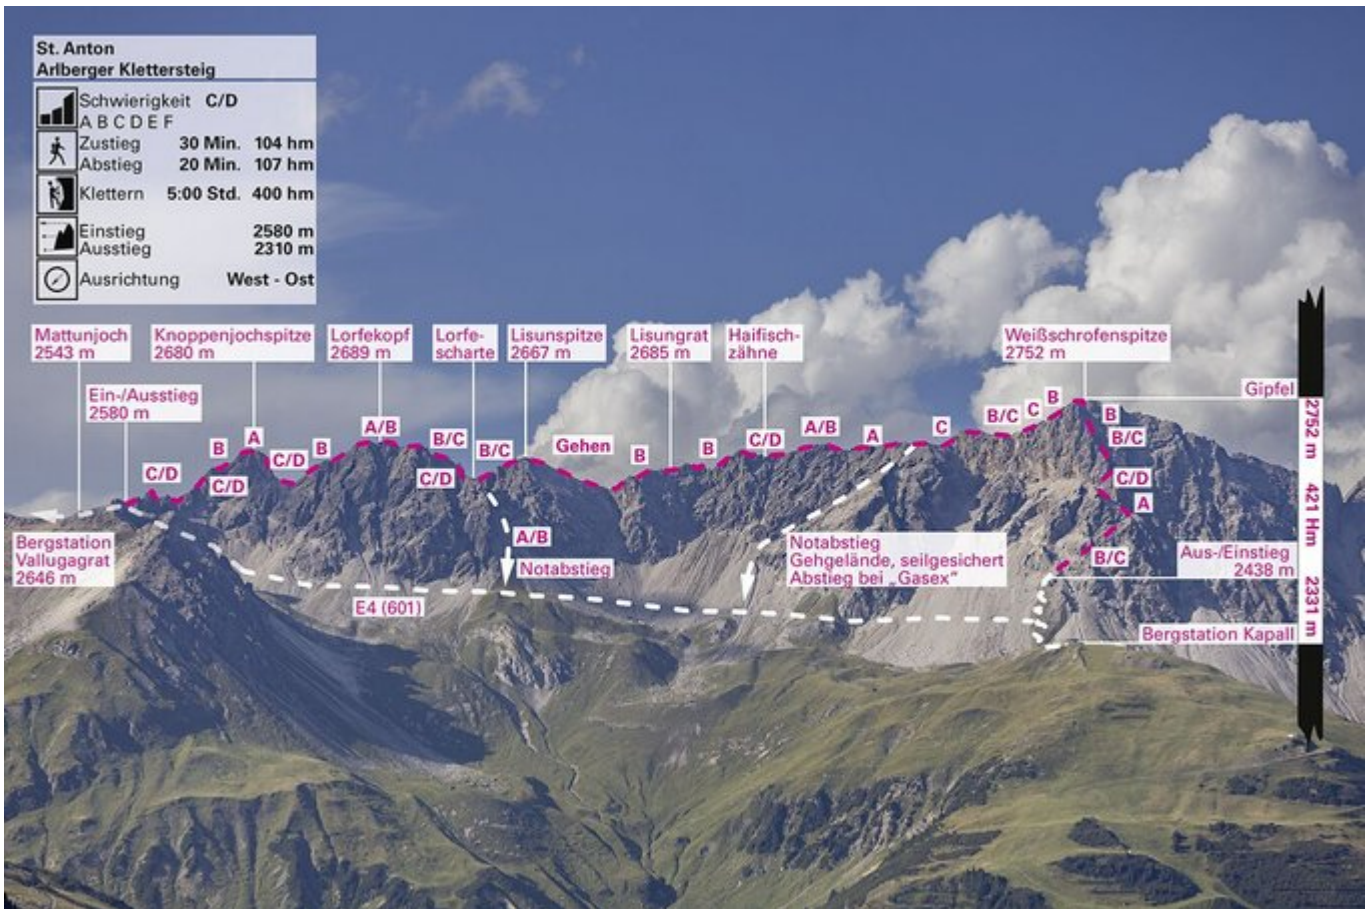 St. Anton
Arlberger Klettersteig
Schwierigkeit C/D
A B C D E F
Zustieg 30 Min. 104 hm
Abstieg 20 Min. 107 hm
Klettern 5:00 Std. 400 hm
Einstieg 2580 m
Ausstieg 2310 m
Ausrichtung West - Ost
Mattunjoch
2543 m
Knoppenjochspitze
2680 m
Lorfekopf
2689 m
Lorfe-
scharte
Lisunspitze
2667 m
Lisungrat
2685 m
Haifisch-
zähne
Weißschrofenspitze
2752 m
Ein-/Ausstieg
2580 m
Gipfel
C/D
B
C/D
A
C/D
B
A/B
B/C
C/D
B/C
Gehen
B
B
C/D
A/B
A
C
B/C
C
B
B
B/C
C/D
A
B/C
2752 m
421 Hm
2331 m
Bergstation
Vallugagrat
2646 m
A/B
Notabstieg
Notabstieg
Gehgelände, seilgesichert
Abstieg bei „Gasex“
Aus-/Einstieg
2438 m
E4 (601)
Bergstation Kapall